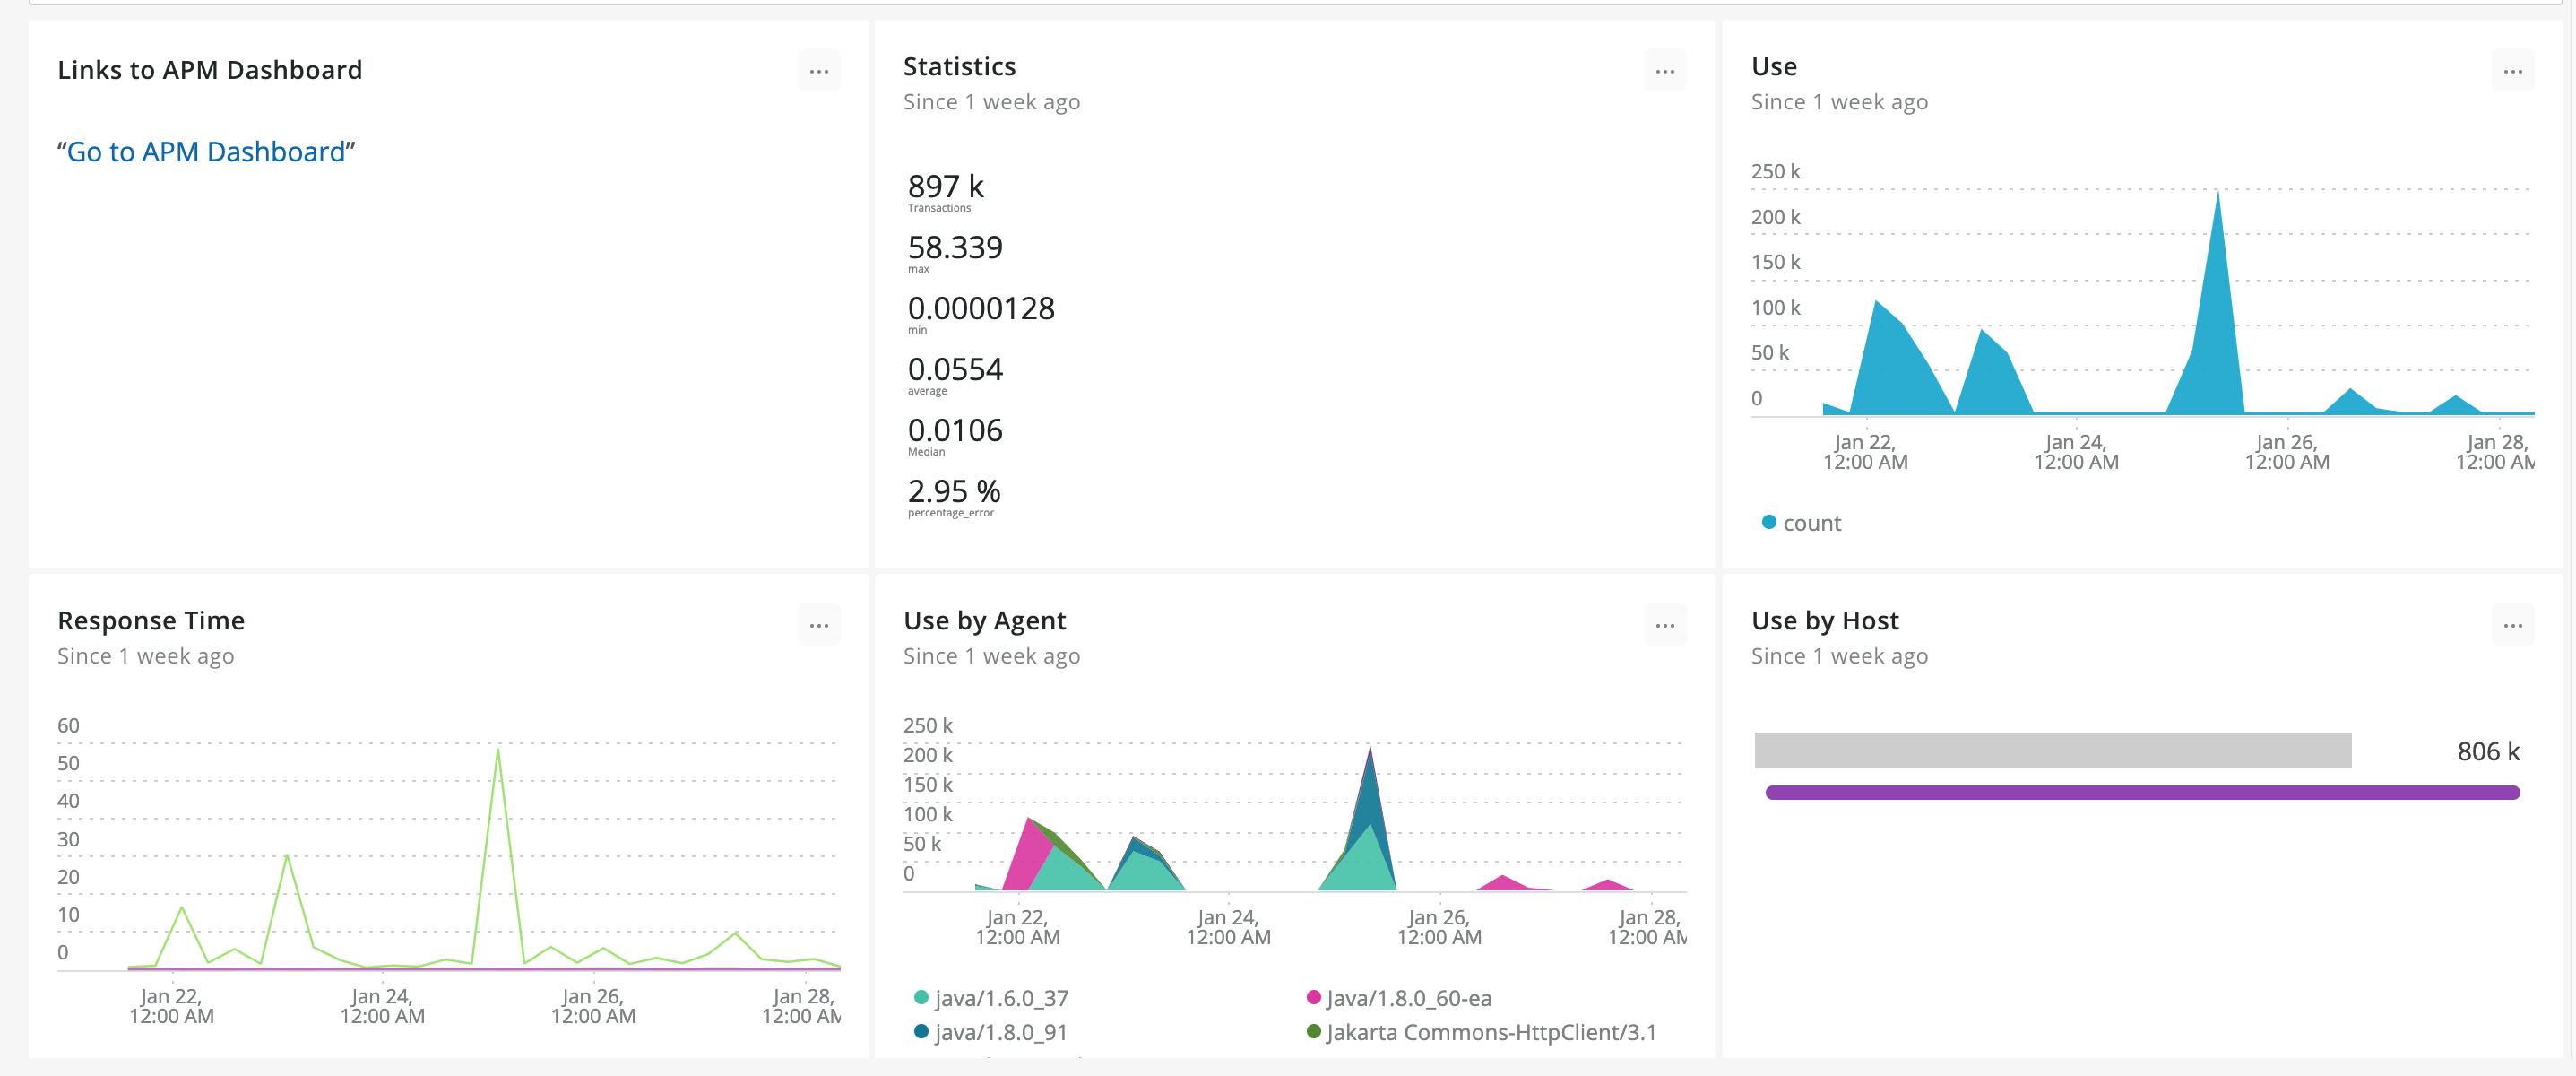 Links to APM Dashboard
...
“Go to APM Dashboard”
Statistics
...
Since 1 week ago
897 k
Transactions
58.339
max
0.0000128
min
0.0554
average
0.0106
Median
2.95 %
percentage_error
Use
...
Since 1 week ago
250 k
200 k
150 k
100 k
50 k
0
Jan 22, Jan 24, Jan 26, Jan 28,
12:00 AM 12:00 AM 12:00 AM 12:00 AM
count
Response Time
...
Since 1 week ago
60
50
40
30
20
10
0
Jan 22, Jan 24, Jan 26, Jan 28,
12:00 AM 12:00 AM 12:00 AM 12:00 AM
Use by Agent
...
Since 1 week ago
250 k
200 k
150 k
100 k
50 k
0
Jan 22, Jan 24, Jan 26, Jan 28,
12:00 AM 12:00 AM 12:00 AM 12:00 AM
java/1.6.0_37 Java/1.8.0_60-ea
java/1.8.0_91 Jakarta Commons-HttpClient/3.1
Use by Host
...
Since 1 week ago
806 k